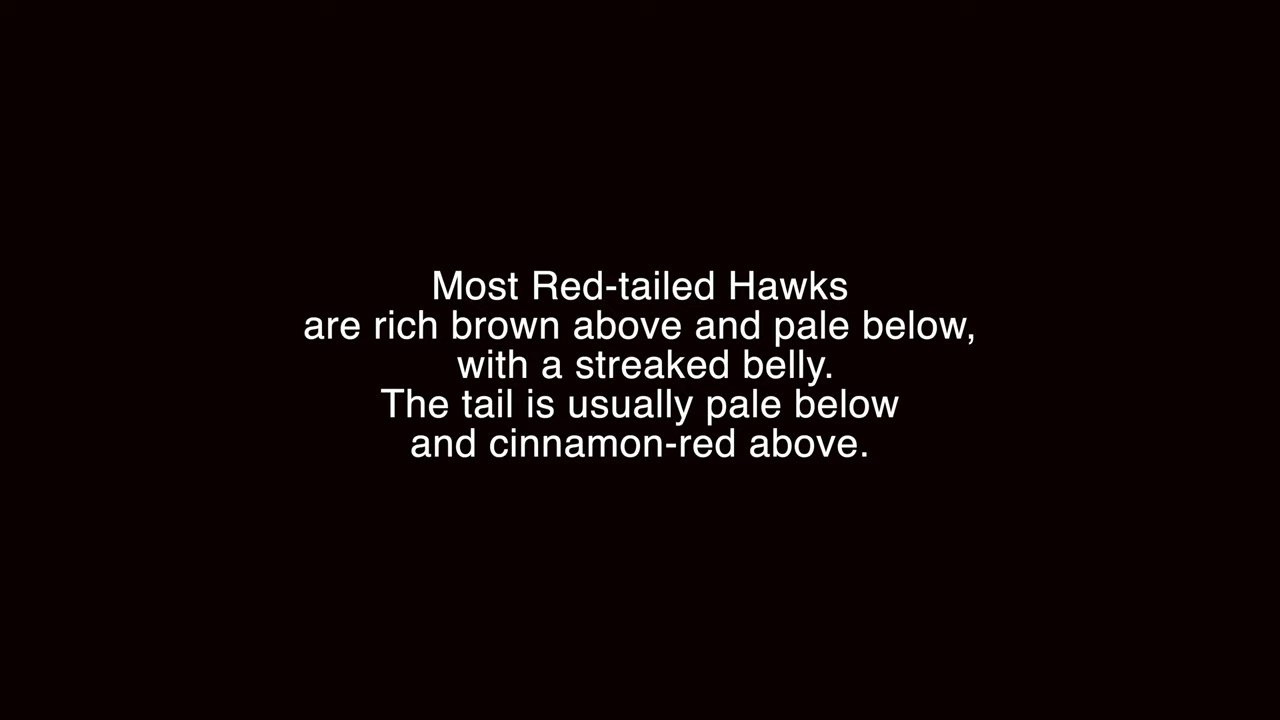 Most Red-tailed Hawks
are rich brown above and pale below,
with a streaked belly.
The tail is usually pale below
and cinnamon-red above.